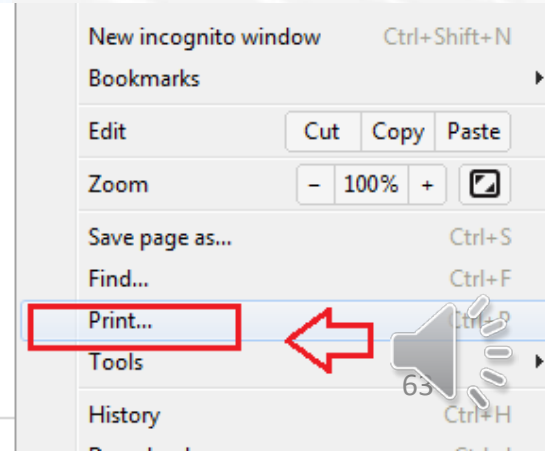 New incognito window Ctrl+Shift+N
Bookmarks
Edit Cut Copy Paste
Zoom - 100% +
Save page as... Ctrl+S
Find... Ctrl+F
Print... Ctrl+P
Tools
63
History Ctrl+H